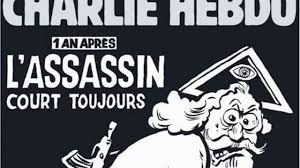 CHARLIE HEBDO
1 AN APRÈS
L'ASSASSIN
COURT TOUJOURS